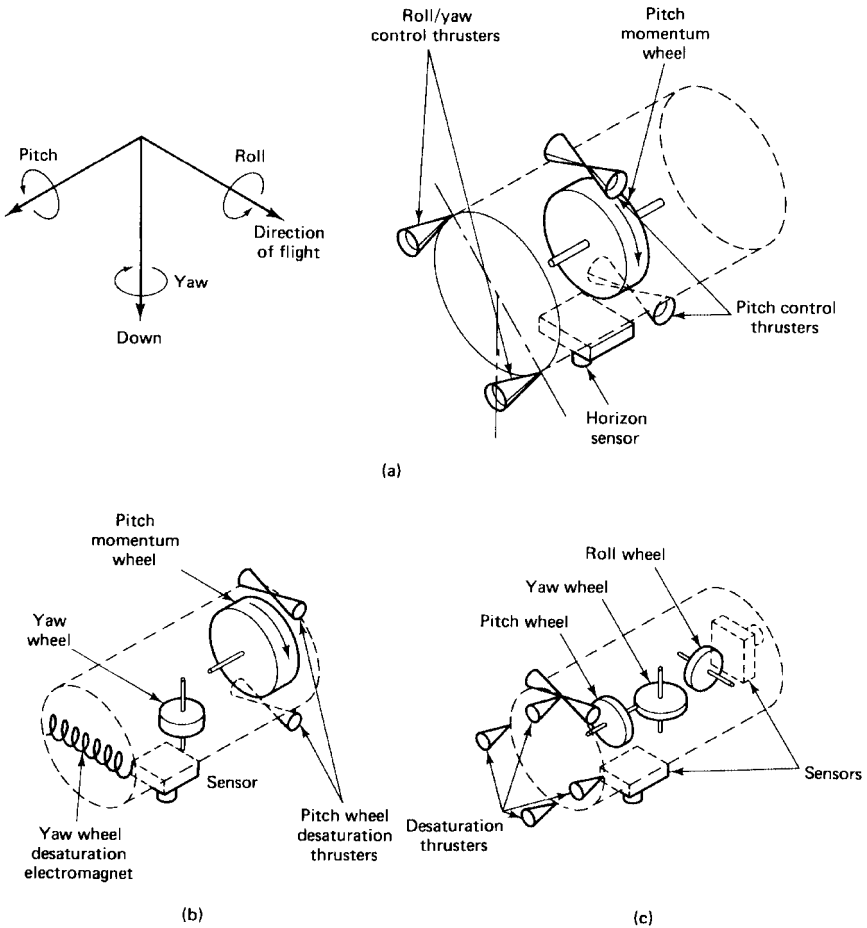 Roll/yaw
control thrusters
Pitch
momentum
wheel
Pitch
Roll
Direction
of flight
Yaw
Down
Pitch control
thrusters
Horizon
sensor
(a)
Pitch
momentum
wheel
Yaw
wheel
Sensor
Yaw wheel
desaturation
electromagnet
Pitch wheel
desaturation
thrusters
(b)
Roll wheel
Yaw wheel
Pitch wheel
Sensors
Desaturation
thrusters
(c)